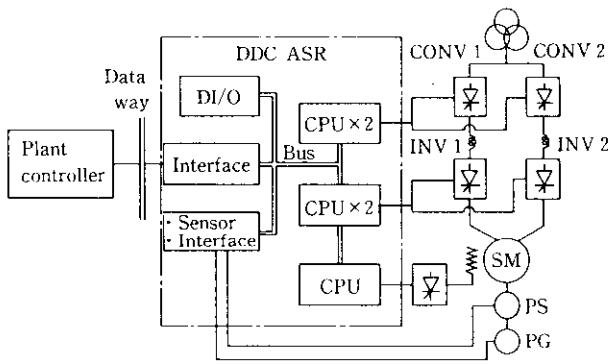 DDC ASR
CONV 1
CONV 2
Data
way
DI/O
CPU×2
Plant
controller
Interface
Bus
INV 1
INV 2
CPU×2
・Sensor
・Interface
CPU
SM
PS
PG